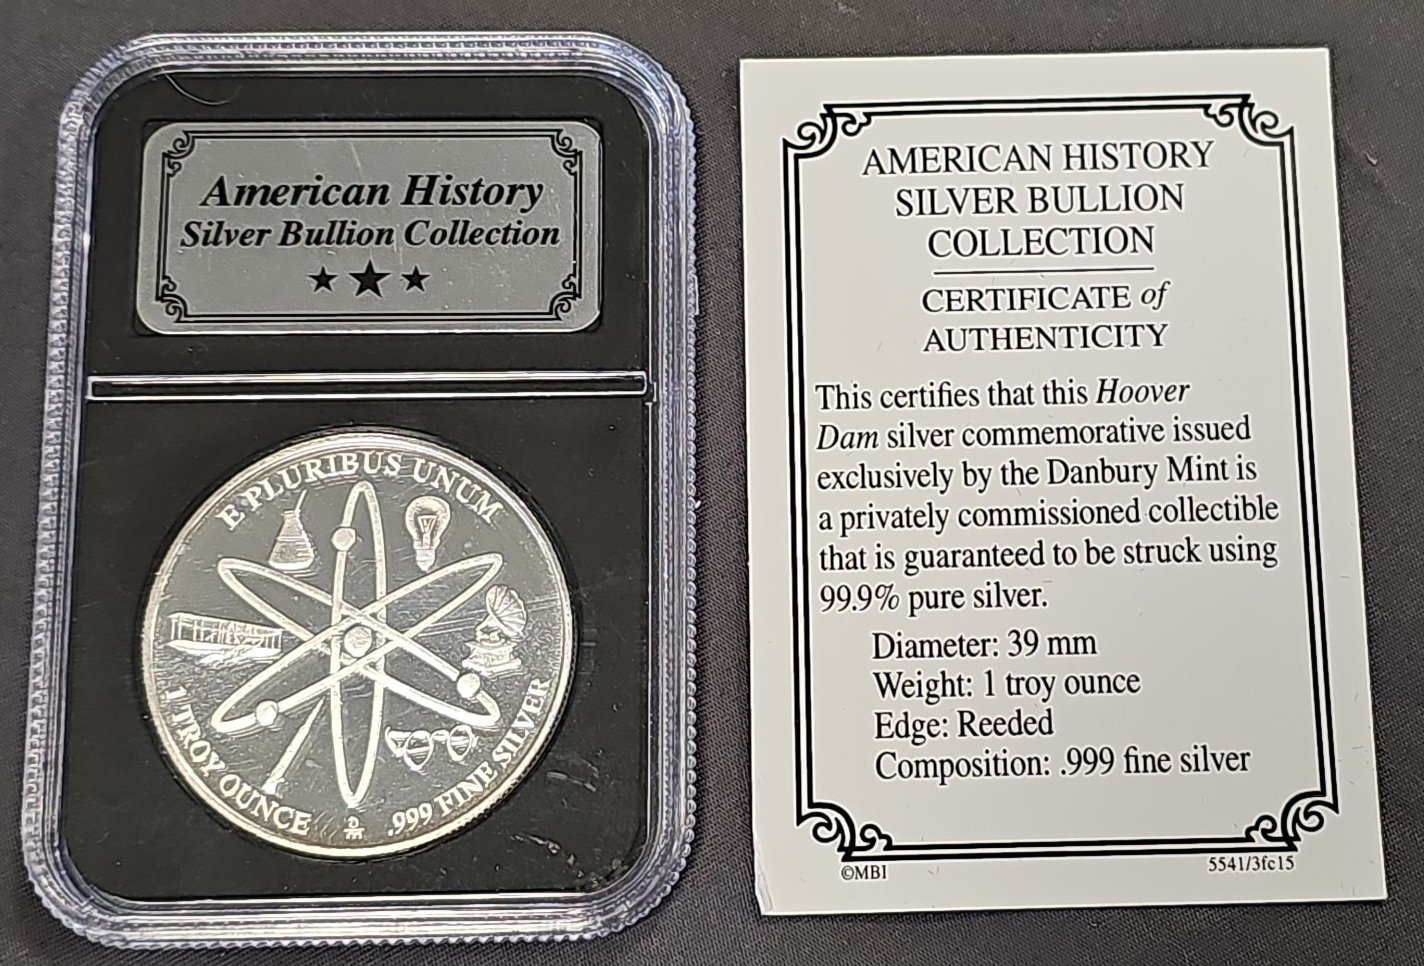 American History
Silver Bullion Collection
E PLURIBUS UNUM
1 TROY OUNCE
.999 FINE SILVER
AMERICAN HISTORY
SILVER BULLION
COLLECTION
CERTIFICATE of
AUTHENTICITY
This certifies that this Hoover
Dam silver commemorative issued
exclusively by the Danbury Mint is
a privately commissioned collectible
that is guaranteed to be struck using
99.9% pure silver.
Diameter: 39 mm
Weight: 1 troy ounce
Edge: Reeded
Composition: .999 fine silver
©MBI
5541/3fc15